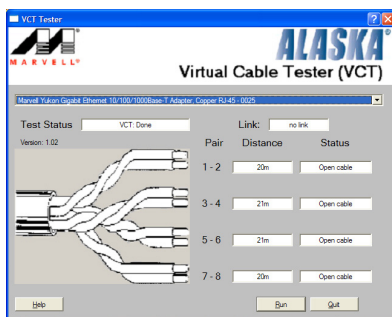 VCT Tester
MARVELL®
ALASKA®
Virtual Cable Tester (VCT)
Marvell Yukon Gigabit Ethernet 10/100/1000Base-T Adapter, Copper RJ-45 - 0025
Test Status VCT: Done Link: no link
Version: 1.02 Pair Distance Status
1 - 2 20m Open cable
3 - 4 21m Open cable
5 - 6 21m Open cable
7 - 8 20m Open cable
Help Run Quit